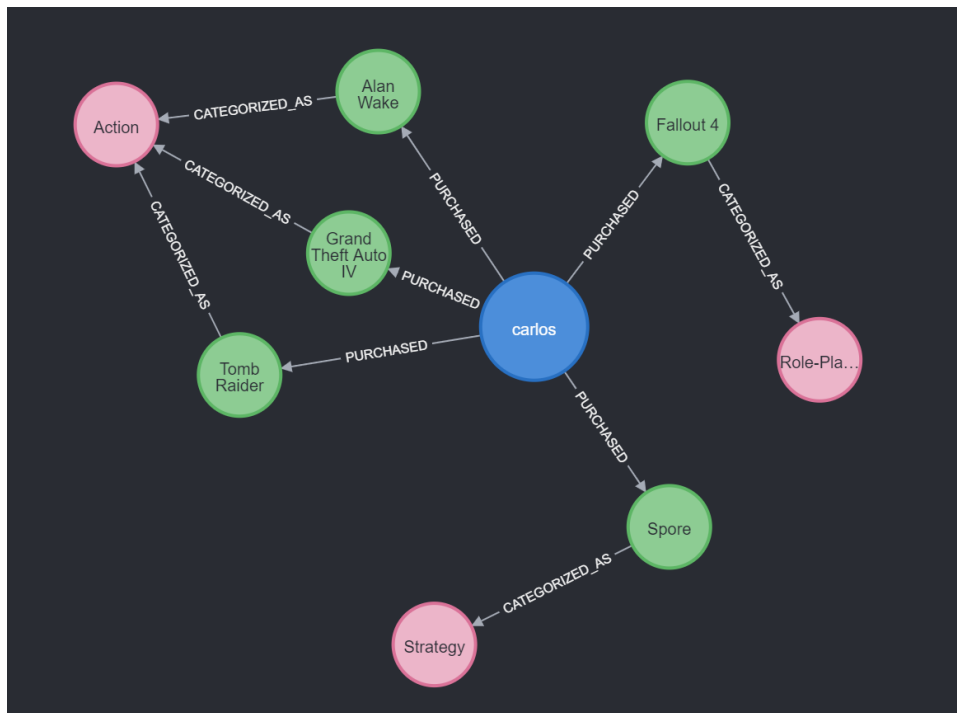 Alan
Wake
Action
CATEGORIZED_AS
Fallout 4
CATEGORIZED_AS
PURCHASED
PURCHASED
CATEGORIZED_AS
Grand
Theft Auto
IV
CATEGORIZED_AS
PURCHASED
carlos
PURCHASED
Tomb
Raider
Role-Pla...
PURCHASED
Spore
CATEGORIZED_AS
Strategy